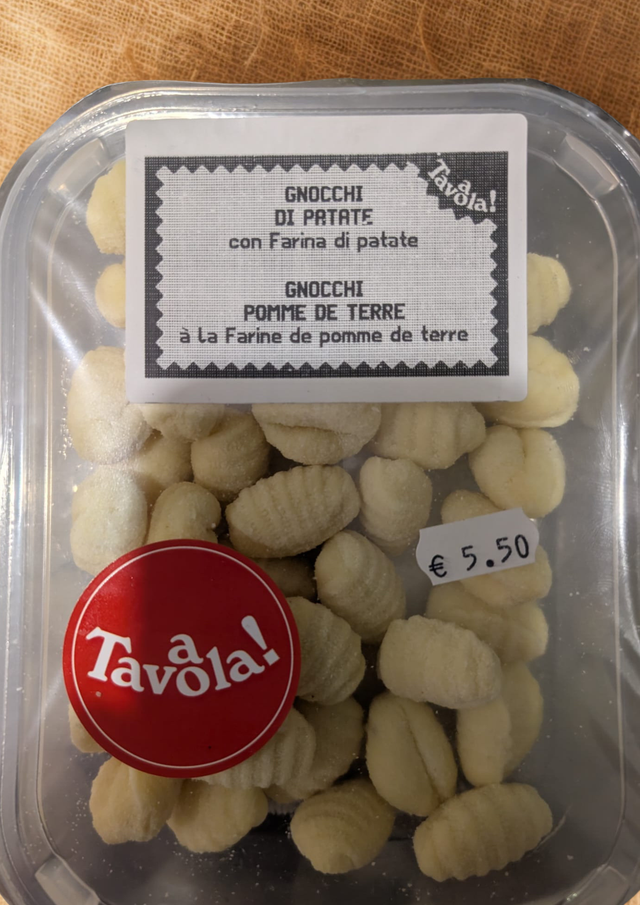 a
Tavola!
GNOCCHI
DI PATATE
con Farina di patate
GNOCCHI
POMME DE TERRE
à la Farine de pomme de terre
€ 5.50
a
Tavola!